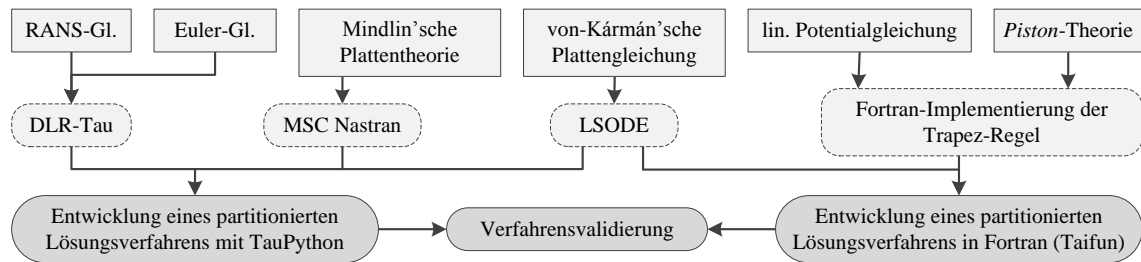 RANS-Gl.
Euler-Gl.
Mindlin’sche
Plattentheorie
von-Kármán’sche
Plattengleichung
lin. Potentialgleichung
Piston-Theorie
DLR-Tau
MSC Nastran
LSODE
Fortran-Implementierung der
Trapez-Regel
Entwicklung eines partitionierten
Lösungsverfahrens mit TauPython
Verfahrensvalidierung
Entwicklung eines partitionierten
Lösungsverfahrens in Fortran (Taifun)